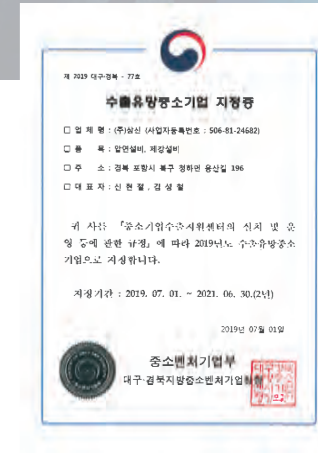 제 2019 대구·경북 - 77호
수출유망중소기업 지정증
□ 업 체 명 : (주)삼신 (사업자등록번호 : 506-81-24682)
□ 품 목 : 압연설비, 제강설비
□ 주 소 : 경북 포항시 북구 청하면 용산길 196
□ 대 표 자 : 신 현 철 , 김 성 철
귀 사를 「중소기업수출지원센터의 설치 및 운
영 등에 관한 규정」에 따라 2019년도 수출유망중소
기업으로 지정합니다.
지정기간 : 2019. 07. 01. ~ 2021. 06. 30.(2년)
2019년 07월 01일
중소벤처기업부
대구·경북지방중소벤처기업청장